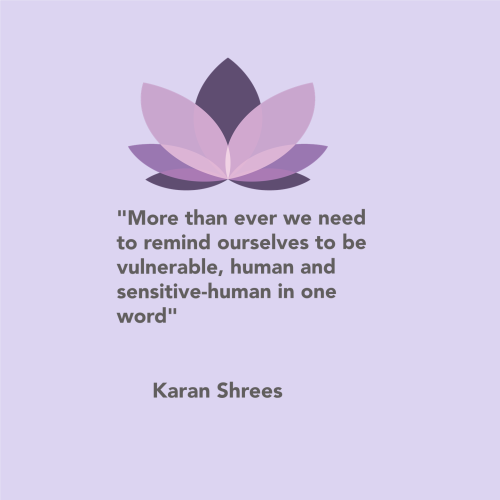 "More than ever we need
to remind ourselves to be
vulnerable, human and
sensitive-human in one
word"
Karan Shrees